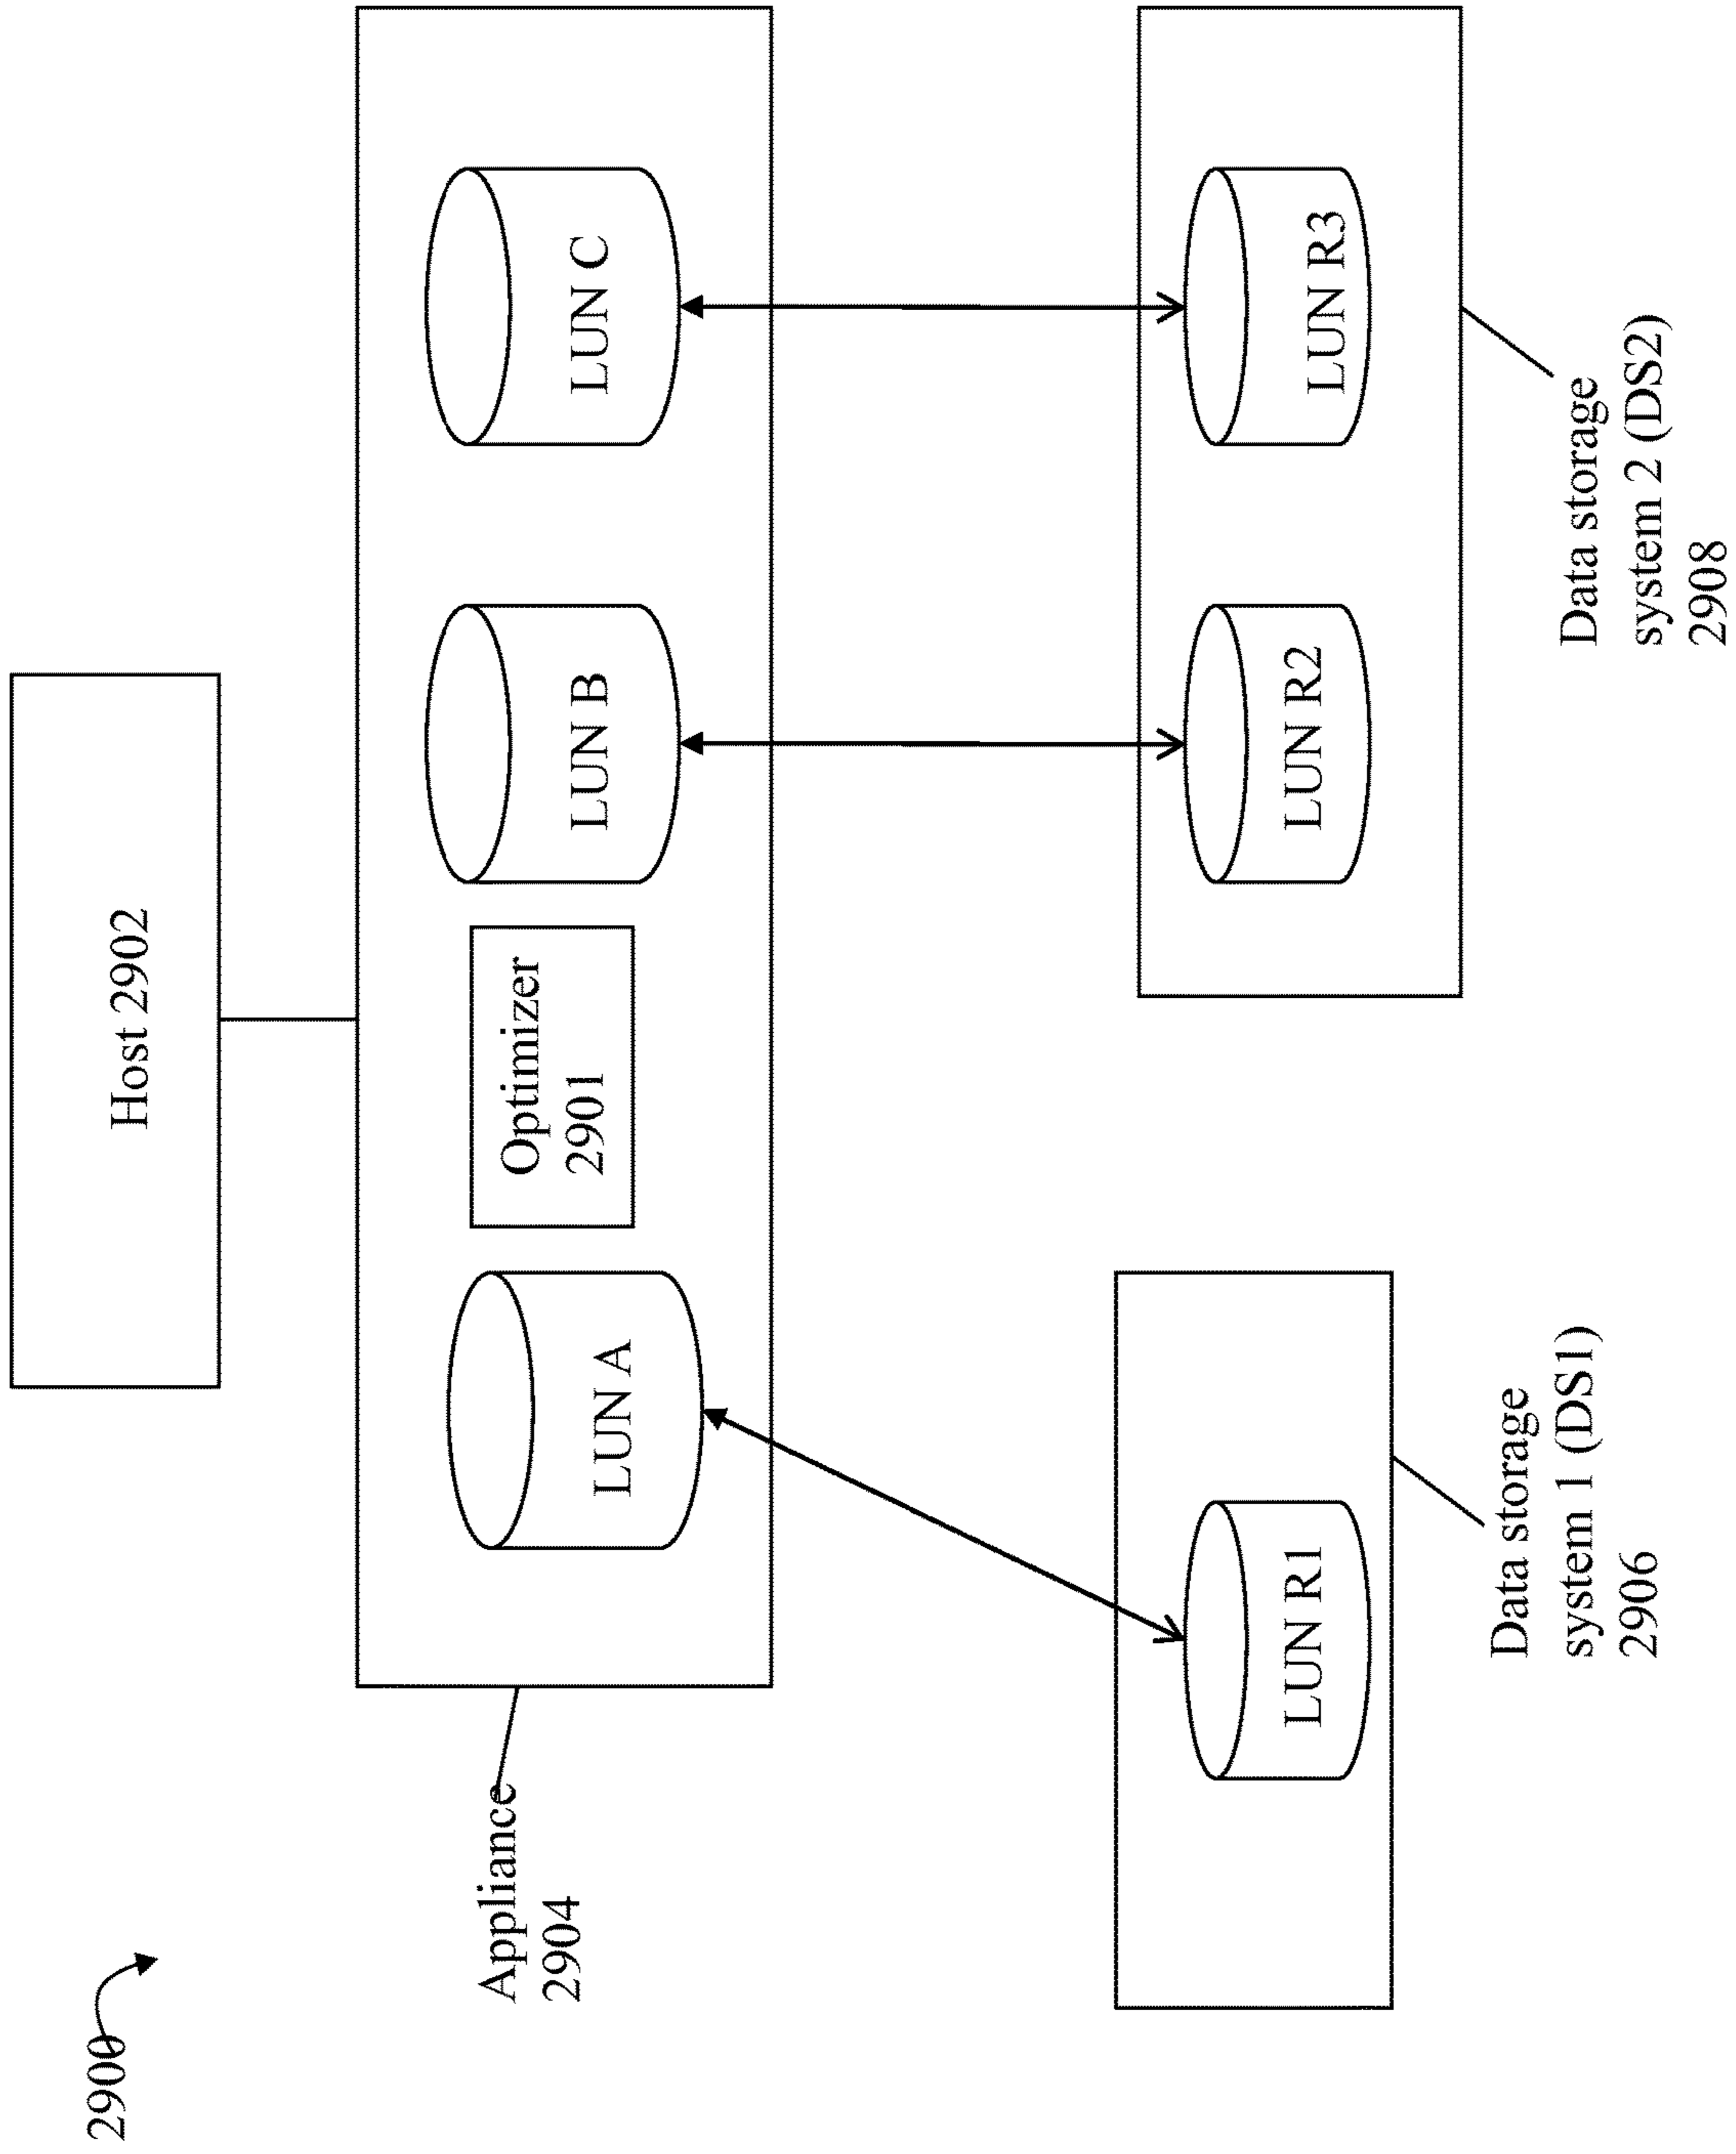 2900
Host 2902
Appliance
2904
LUN A
Optimizer
2901
LUN B
LUN C
LUN R1
LUN R2
LUN R3
Data storage
system 1 (DS1)
2906
Data storage
system 2 (DS2)
2908